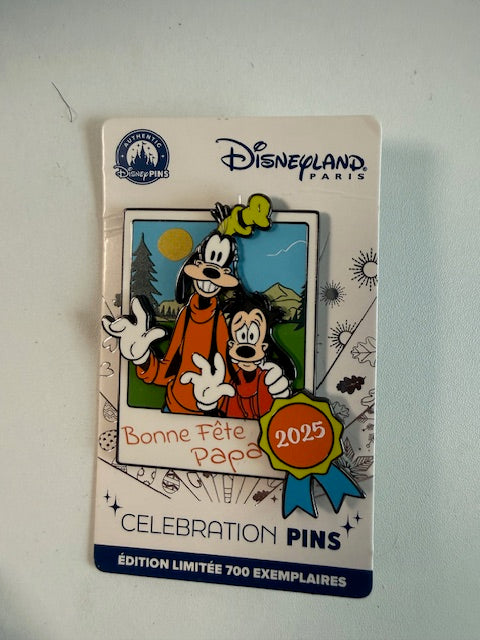 AUTHENTIC
Disney PINS
Disneyland
PARIS
Bonne Fête
Papa
2025
CELEBRATION PINS
ÉDITION LIMITÉE 700 EXEMPLAIRES